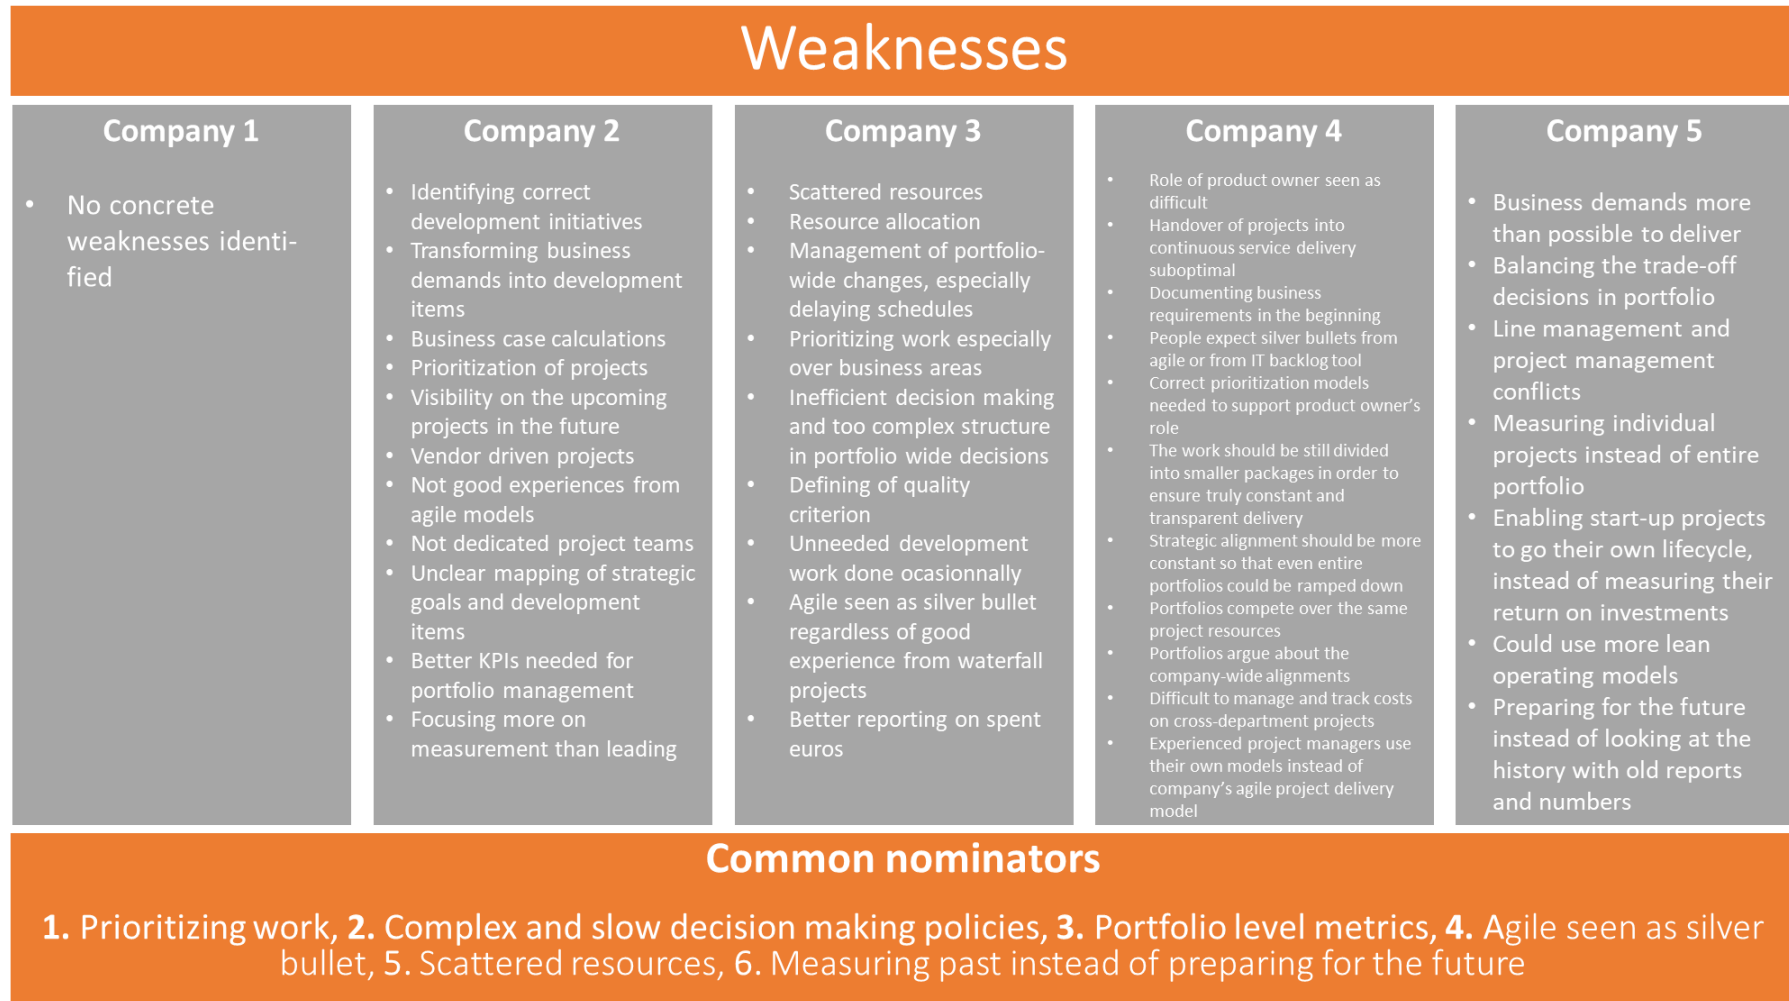 Weaknesses
Company 1
• No concrete
weaknesses identi-
fied
Company 2
• Identifying correct
development initiatives
• Transforming business
demands into development
items
• Business case calculations
• Prioritization of projects
• Visibility on the upcoming
projects in the future
• Vendor driven projects
• Not good experiences from
agile models
• Not dedicated project teams
• Unclear mapping of strategic
goals and development
items
• Better KPIs needed for
portfolio management
• Focusing more on
measurement than leading
Company 3
• Scattered resources
• Resource allocation
• Management of portfolio-
wide changes, especially
delaying schedules
• Prioritizing work especially
over business areas
• Inefficient decision making
and too complex structure
in portfolio wide decisions
• Defining of quality
criterion
• Unneeded development
work done ocasionnally
• Agile seen as silver bullet
regardless of good
experience from waterfall
projects
• Better reporting on spent
euros
Company 4
• Role of product owner seen as
difficult
• Handover of projects into
continuous service delivery
suboptimal
• Documenting business
requirements in the beginning
• People expect silver bullets from
agile or from IT backlog tool
• Correct prioritization models
needed to support product owner’s
role
• The work should be still divided
into smaller packages in order to
ensure truly constant and
transparent delivery
• Strategic alignment should be more
constant so that even entire
portfolios could be ramped down
• Portfolios compete over the same
project resources
• Portfolios argue about the
company-wide alignments
• Difficult to manage and track costs
on cross-department projects
• Experienced project managers use
their own models instead of
company’s agile project delivery
model
Company 5
• Business demands more
than possible to deliver
• Balancing the trade-off
decisions in portfolio
• Line management and
project management
conflicts
• Measuring individual
projects instead of entire
portfolio
• Enabling start-up projects
to go their own lifecycle,
instead of measuring their
return on investments
• Could use more lean
operating models
• Preparing for the future
instead of looking at the
history with old reports
and numbers
Common nominators
1. Prioritizing work, 2. Complex and slow decision making policies, 3. Portfolio level metrics, 4. Agile seen as silver
bullet, 5. Scattered resources, 6. Measuring past instead of preparing for the future